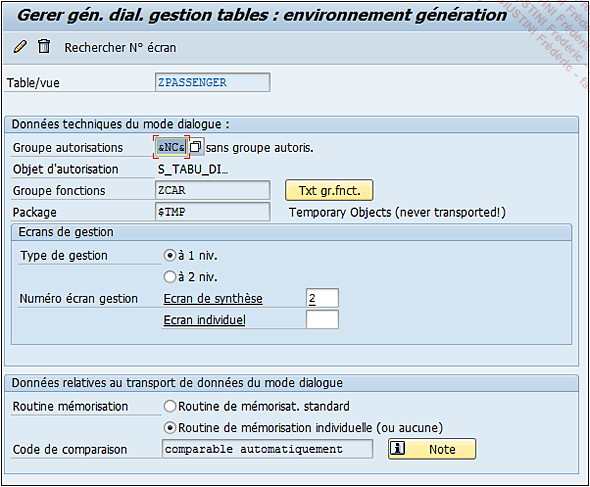 Gerer gén. dial. gestion tables : environnement génération
Rechercher N° écran
Table/vue ZPASSENGER
Données techniques du mode dialogue :
Groupe autorisations &NC& sans groupe autoris.
Objet d'autorisation S_TABU_DI…
Groupe fonctions ZCAR Txt gr.fnct.
Package $TMP Temporary Objects (never transported!)
Ecrans de gestion
Type de gestion à 1 niv.
à 2 niv.
Numéro écran gestion Ecran de synthèse 2
Ecran individuel
Données relatives au transport de données du mode dialogue
Routine mémorisation Routine de mémorisat. standard
Routine de mémorisation individuelle (ou aucune)
Code de comparaison comparable automatiquement Note